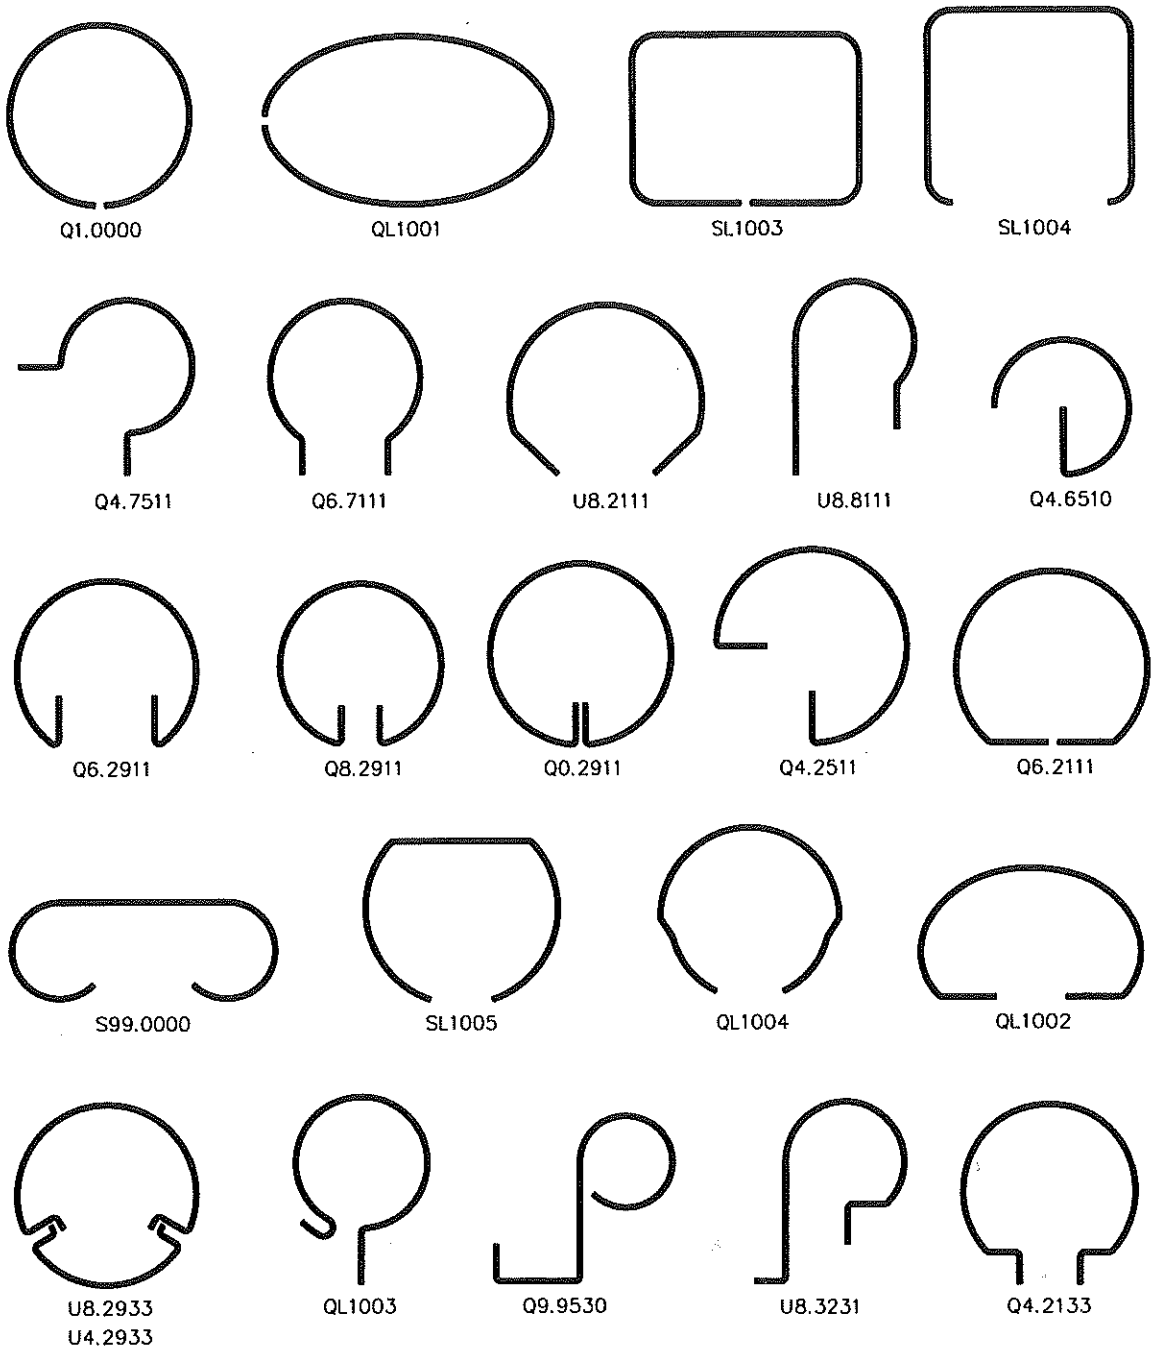 Q1.0000
QL1001
SL1003
SL1004
Q4.7511
Q6.7111
U8.2111
U8.8111
Q4.6510
Q6.2911
Q8.2911
Q0.2911
Q4.2511
Q6.2111
S99.0000
SL1005
QL1004
QL1002
U8.2933
U4.2933
QL1003
Q9.9530
U8.3231
Q4.2133